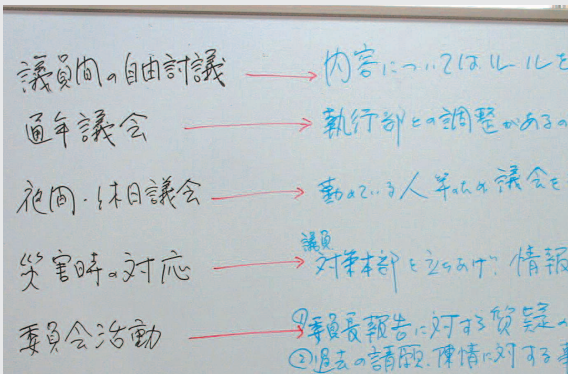 議員間の自由討議 → 内容についてはルールを
通年議会 → 執行部との調整があるの
夜間・休日議会 → 勤めている人 議会を
議員
災害時の対応 → 対策本部を立ちあげ? 情報
委員会活動 → ①委員長報告に対する質疑の
②過去の請願、陳情に対する